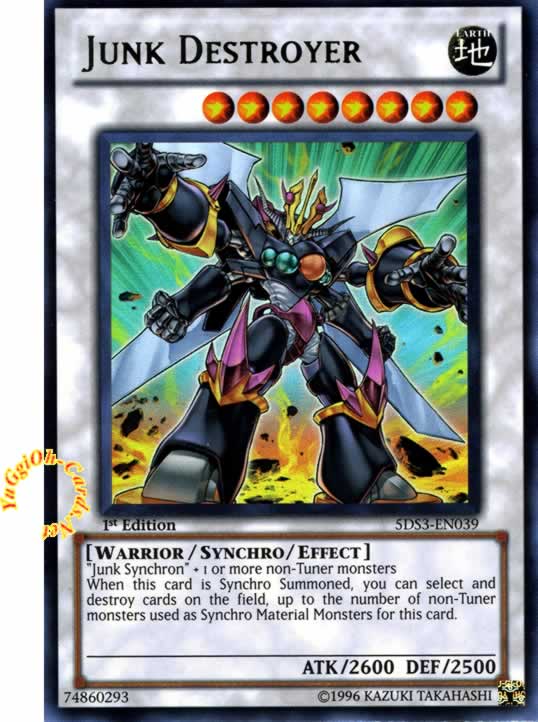 JUNK DESTROYER
EARTH
地
YuGgiOh-Cards.Net
1st Edition
5DS3-EN039
[WARRIOR / SYNCHRO / EFFECT]
"Junk Synchron" + 1 or more non-Tuner monsters
When this card is Synchro Summoned, you can select and
destroy cards on the field, up to the number of non-Tuner
monsters used as Synchro Material Monsters for this card.
ATK/2600 DEF/2500
74860293
©1996 KAZUKI TAKAHASHI